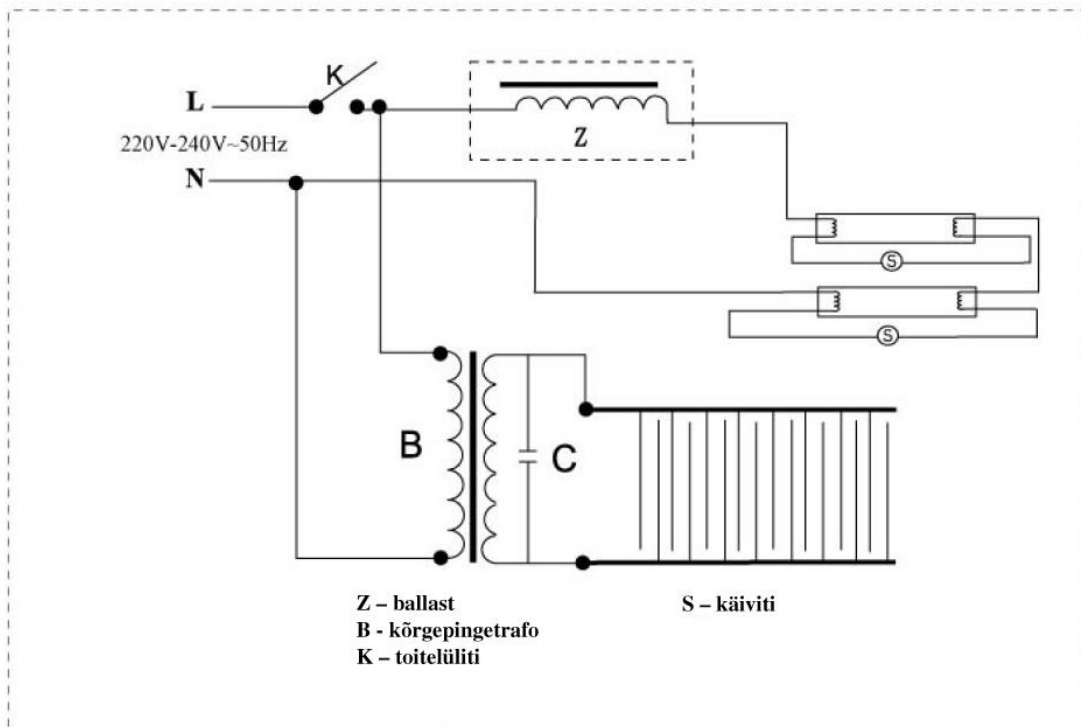 K
L
Z
220V-240V~50Hz
N
S
S
B
C
Z – ballast
S – käiviti
B - kõrgepingetrafo
K – toitelüliti